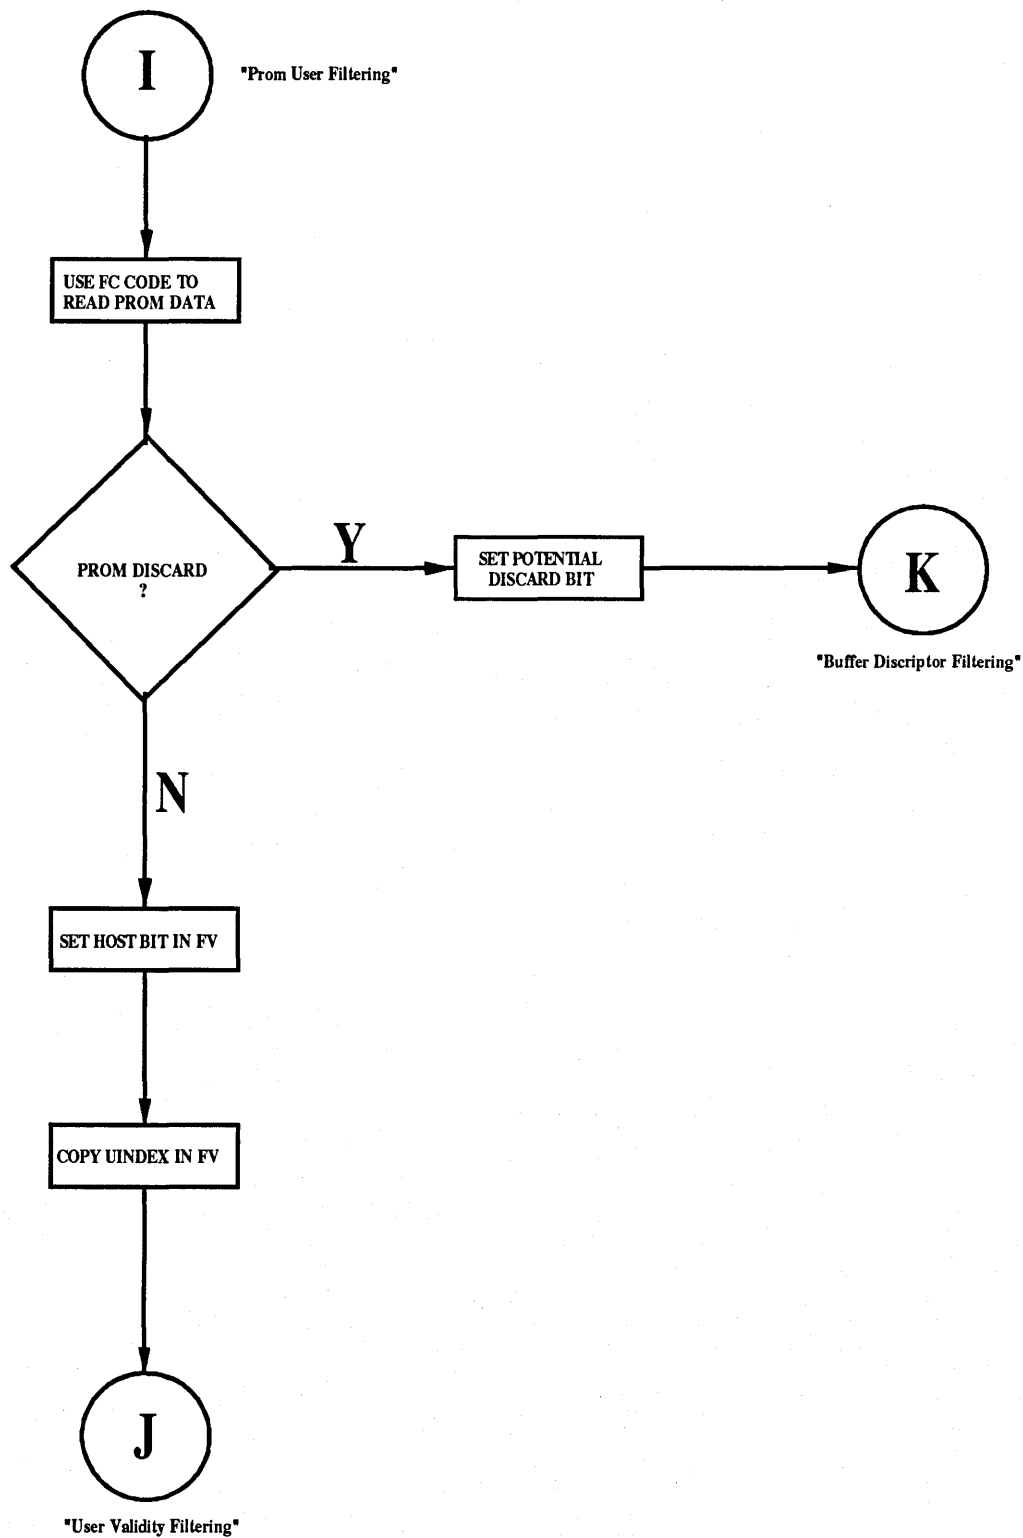 I
"Prom User Filtering"
USE FC CODE TO
READ PROM DATA
PROM DISCARD
?
Y
SET POTENTIAL
DISCARD BIT
K
"Buffer Discriptor Filtering"
N
SET HOST BIT IN FV
COPY UINDEX IN FV
J
"User Validity Filtering"